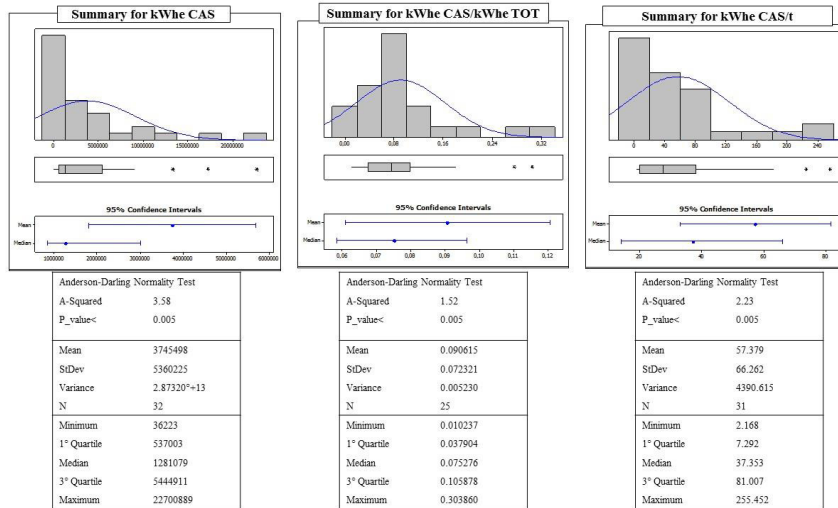 Summary for kWhe CAS
0
5000000
10000000
15000000
20000000
95% Confidence Intervals
Mean
Median
1000000
2000000
3000000
4000000
5000000
6000000
Anderson-Darling Normality Test
A-Squared 3.58
P_value< 0.005
Mean 3745498
StDev 5360225
Variance 2.87320°+13
N 32
Minimum 36223
1° Quartile 537003
Median 1281079
3° Quartile 5444911
Maximum 22700889
Summary for kWhe CAS/kWhe TOT
0,00
0,08
0,16
0,24
0,32
95% Confidence Intervals
Mean
Median
0,06
0,07
0,08
0,09
0,10
0,11
0,12
Anderson-Darling Normality Test
A-Squared 1.52
P_value< 0.005
Mean 0.090615
StDev 0.072321
Variance 0.005230
N 25
Minimum 0.010237
1° Quartile 0.037904
Median 0.075276
3° Quartile 0.105878
Maximum 0.303860
Summary for kWhe CAS/t
0
40
80
120
160
200
240
95% Confidence Intervals
Mean
Median
20
40
60
80
Anderson-Darling Normality Test
A-Squared 2.23
P_value< 0.005
Mean 57.379
StDev 66.262
Variance 4390.615
N 31
Minimum 2.168
1° Quartile 7.292
Median 37.353
3° Quartile 81.007
Maximum 255.452